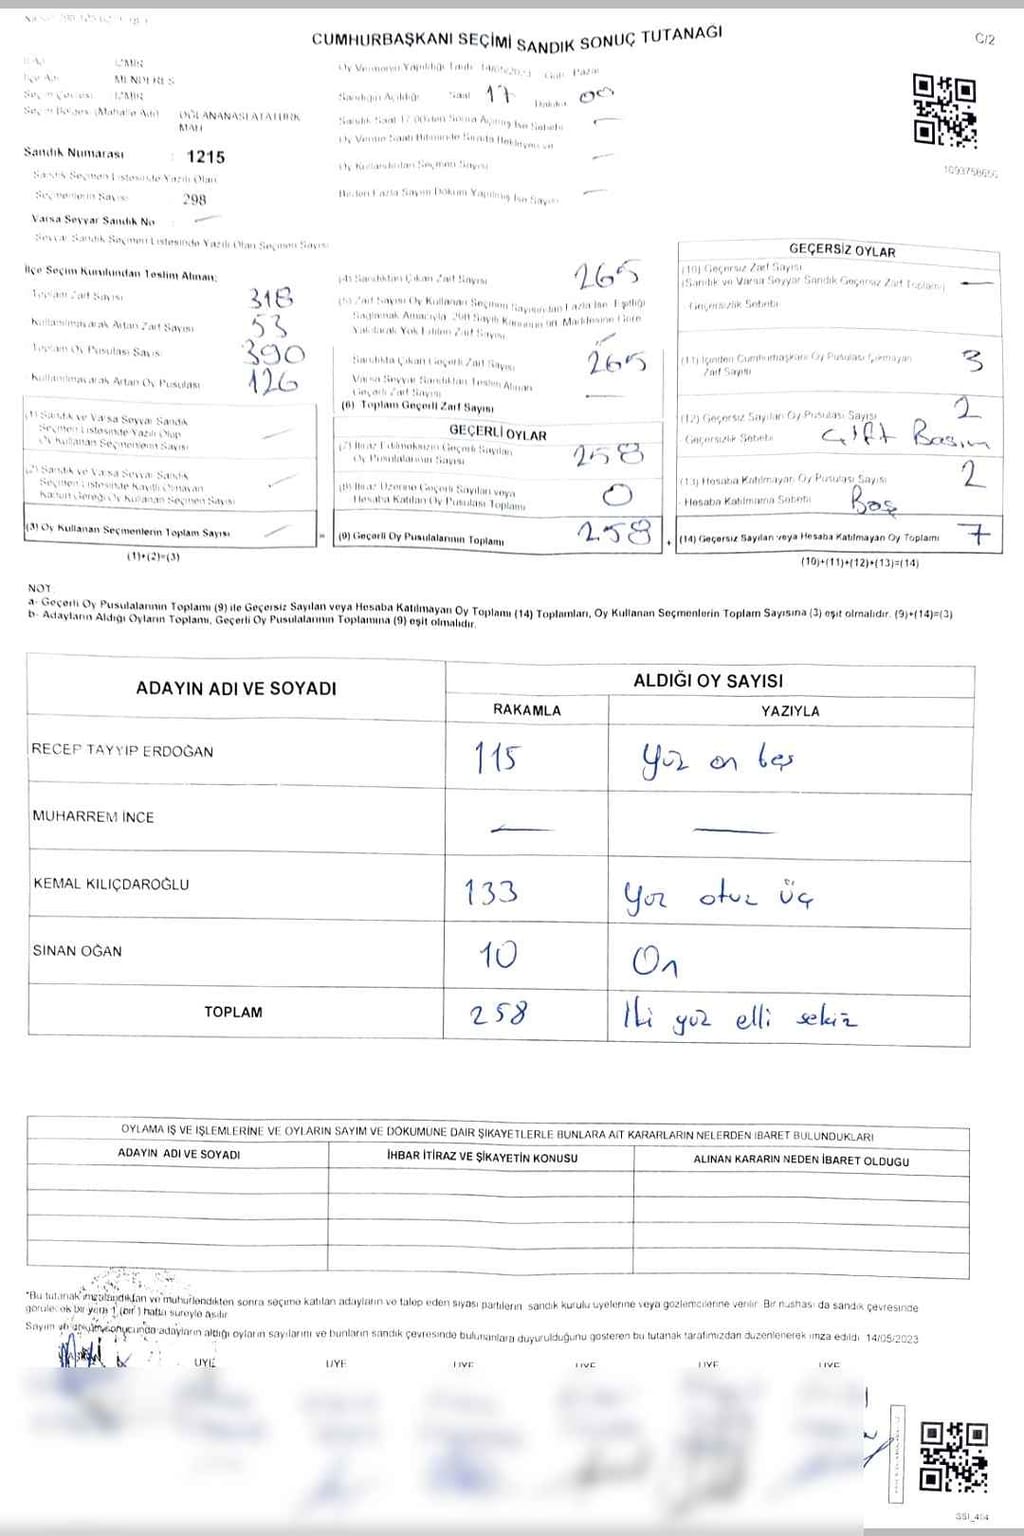 CUMHURBAŞKANI SEÇİMİ SANDIK SONUÇ TUTANAĞI
C/2
İZMİR
MENDERES
Seçim Çevresi İZMİR
Seçim Bölgesi (Mahalle Adı) OĞLANANASI ATATÜRK
MAH
Sandık Numarası : 1215
Sandık Seçmen Listesinde Yazılı Olan
Seçmenlerin Sayısı 298
Varsa Seyyar Sandık No : —
Seyyar Sandık Seçmen Listesinde Yazılı Olan Seçmen Sayısı
Oy Vermenin Yapıldığı Tarih 14/05/2023 Gün Pazar
Sandığın Açıldığı Saat 17 Dakika 00
Sandık Saat 17.00'den Sonra Açılmış İse Sebebi —
Oy Verme Saati Bitiminde Sırada Bekleyen ve
Oy Kullandırılan Seçmen Sayısı —
Birden Fazla Sayım Döküm Yapılmış İse Sayısı —
1093758650
İlçe Seçim Kurulundan Teslim Alınan:
Toplam Zarf Sayısı 318
Kullanılmayarak Artan Zarf Sayısı 53
Toplam Oy Pusulası Sayısı 390
Kullanılmayarak Artan Oy Pusulası 126
(1) Sandık ve Varsa Seyyar Sandık
Seçmen Listesinde Yazılı Olup
Oy Kullanan Seçmenlerin Sayısı —
(2) Sandık ve Varsa Seyyar Sandık
Seçmen Listesinde Kayıtlı Olmayan
Kanun Gereği Oy Kullanan Seçmen Sayısı —
(3) Oy Kullanan Seçmenlerin Toplam Sayısı —
(1)+(2)=(3)
(4) Sandıktan Çıkan Zarf Sayısı 265
(5) Zarf Sayısı Oy Kullanan Seçmen Sayısından Fazla İse Eşitliği
Sağlamak Amacıyla 298 Sayılı Kanunun Maddesine Göre
Yakılarak Yok Edilen Zarf Sayısı —
Sandıkta Çıkan Geçerli Zarf Sayısı 265
Varsa Seyyar Sandıktan Teslim Alınan
Geçerli Zarf Sayısı —
(6) Toplam Geçerli Zarf Sayısı
GEÇERLİ OYLAR
(7) İtiraz Edilmeksizin Geçerli Sayılan
Oy Pusulalarının Sayısı 258
(8) İtiraz Üzerine Geçerli Sayılan veya
Hesaba Katılan Oy Pusulası Toplamı 0
= (9) Geçerli Oy Pusulalarının Toplamı 258
GEÇERSİZ OYLAR
(10) Geçersiz Zarf Sayısı
(Sandık ve Varsa Seyyar Sandık Geçersiz Zarf Toplamı) —
Geçersizlik Sebebi
(11) İçinden Cumhurbaşkanı Oy Pusulası Çıkmayan
Zarf Sayısı 3
(12) Geçersiz Sayılan Oy Pusulası Sayısı 2
Geçersizlik Sebebi Çift Basım
(13) Hesaba Katılmayan Oy Pusulası Sayısı 2
Hesaba Katılmama Sebebi Boş
+ (14) Geçersiz Sayılan veya Hesaba Katılmayan Oy Toplamı 7
(10)+(11)+(12)+(13)=(14)
NOT
a- Geçerli Oy Pusulalarının Toplamı (9) ile Geçersiz Sayılan veya Hesaba Katılmayan Oy Toplamı (14) Toplamları, Oy Kullanan Seçmenlerin Toplam Sayısına (3) eşit olmalıdır. (9)+(14)=(3)
b- Adayların Aldığı Oyların Toplamı, Geçerli Oy Pusulalarının Toplamına (9) eşit olmalıdır.
ADAYIN ADI VE SOYADI
ALDIĞI OY SAYISI
RAKAMLA YAZIYLA
RECEP TAYYİP ERDOĞAN 115 Yüz on beş
MUHARREM İNCE — —
KEMAL KILIÇDAROĞLU 133 Yüz otuz üç
SİNAN OĞAN 10 On
TOPLAM 258 İki yüz elli sekiz
OYLAMA İŞ VE İŞLEMLERİNE VE OYLARIN SAYIM VE DÖKÜMÜNE DAİR ŞİKAYETLERLE BUNLARA AİT KARARLARIN NELERDEN İBARET BULUNDUKLARI
ADAYIN ADI VE SOYADI İHBAR İTİRAZ VE ŞİKAYETİN KONUSU ALINAN KARARIN NEDEN İBARET OLDUĞU
*Bu tutanak imzalandıktan ve mühürlendikten sonra seçime katılan adayların ve talep eden siyasi partilerin sandık kurulu üyelerine veya gözlemcilerine verilir. Bir nüshası da sandık çevresinde
görülecek bir yere 1 (bir) hafta süreyle asılır
Sayım ve döküm sonucunda adayların aldığı oyların sayılarını ve bunların sandık çevresinde bulunanlara duyurulduğunu gösteren bu tutanak tarafımızdan düzenlenerek imza edildi. 14/05/2023
ÜYE ÜYE ÜYE ÜYE ÜYE ÜYE